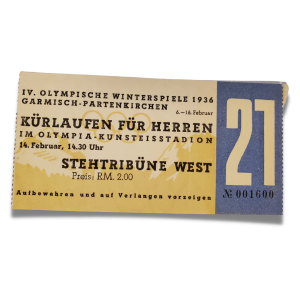 IV. OLYMPISCHE WINTERSPIELE 1936
GARMISCH-PARTENKIRCHEN
6.–16. Februar
KÜRLAUFEN FÜR HERREN
IM OLYMPIA-KUNSTEISSTADION
14. Februar, 14.30 Uhr
STEHTRIBÜNE WEST
Preis: RM. 2.00
Aufbewahren und auf Verlangen vorzeigen
21
№ 001600